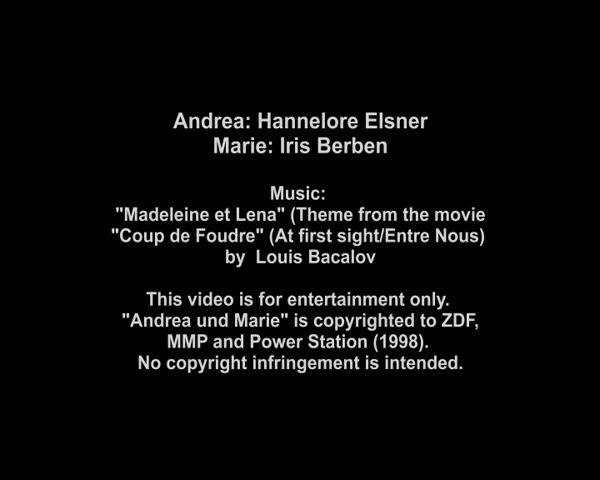 Andrea: Hannelore Elsner
Marie: Iris Berben
Music:
"Madeleine et Lena" (Theme from the movie
"Coup de Foudre" (At first sight/Entre Nous)
by  Louis Bacalov
This video is for entertainment only.
"Andrea und Marie" is copyrighted to ZDF,
MMP and Power Station (1998).
No copyright infringement is intended.